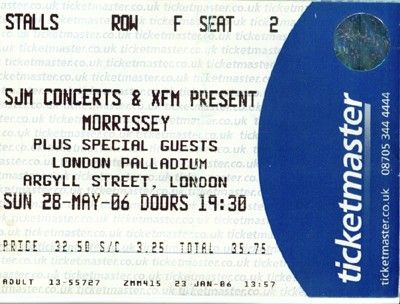 STALLS ROW F SEAT 2
SJM CONCERTS & XFM PRESENT
MORRISSEY
PLUS SPECIAL GUESTS
LONDON PALLADIUM
ARGYLL STREET, LONDON
SUN 28-MAY-06 DOORS 19:30
PRICE 32.50 S/C 3.25 TOTAL 35.75
ADULT 13-55727 ZMM415 23 JAN-06 13:57
ticketmaster
ticketmaster.co.uk 08705 344 4444